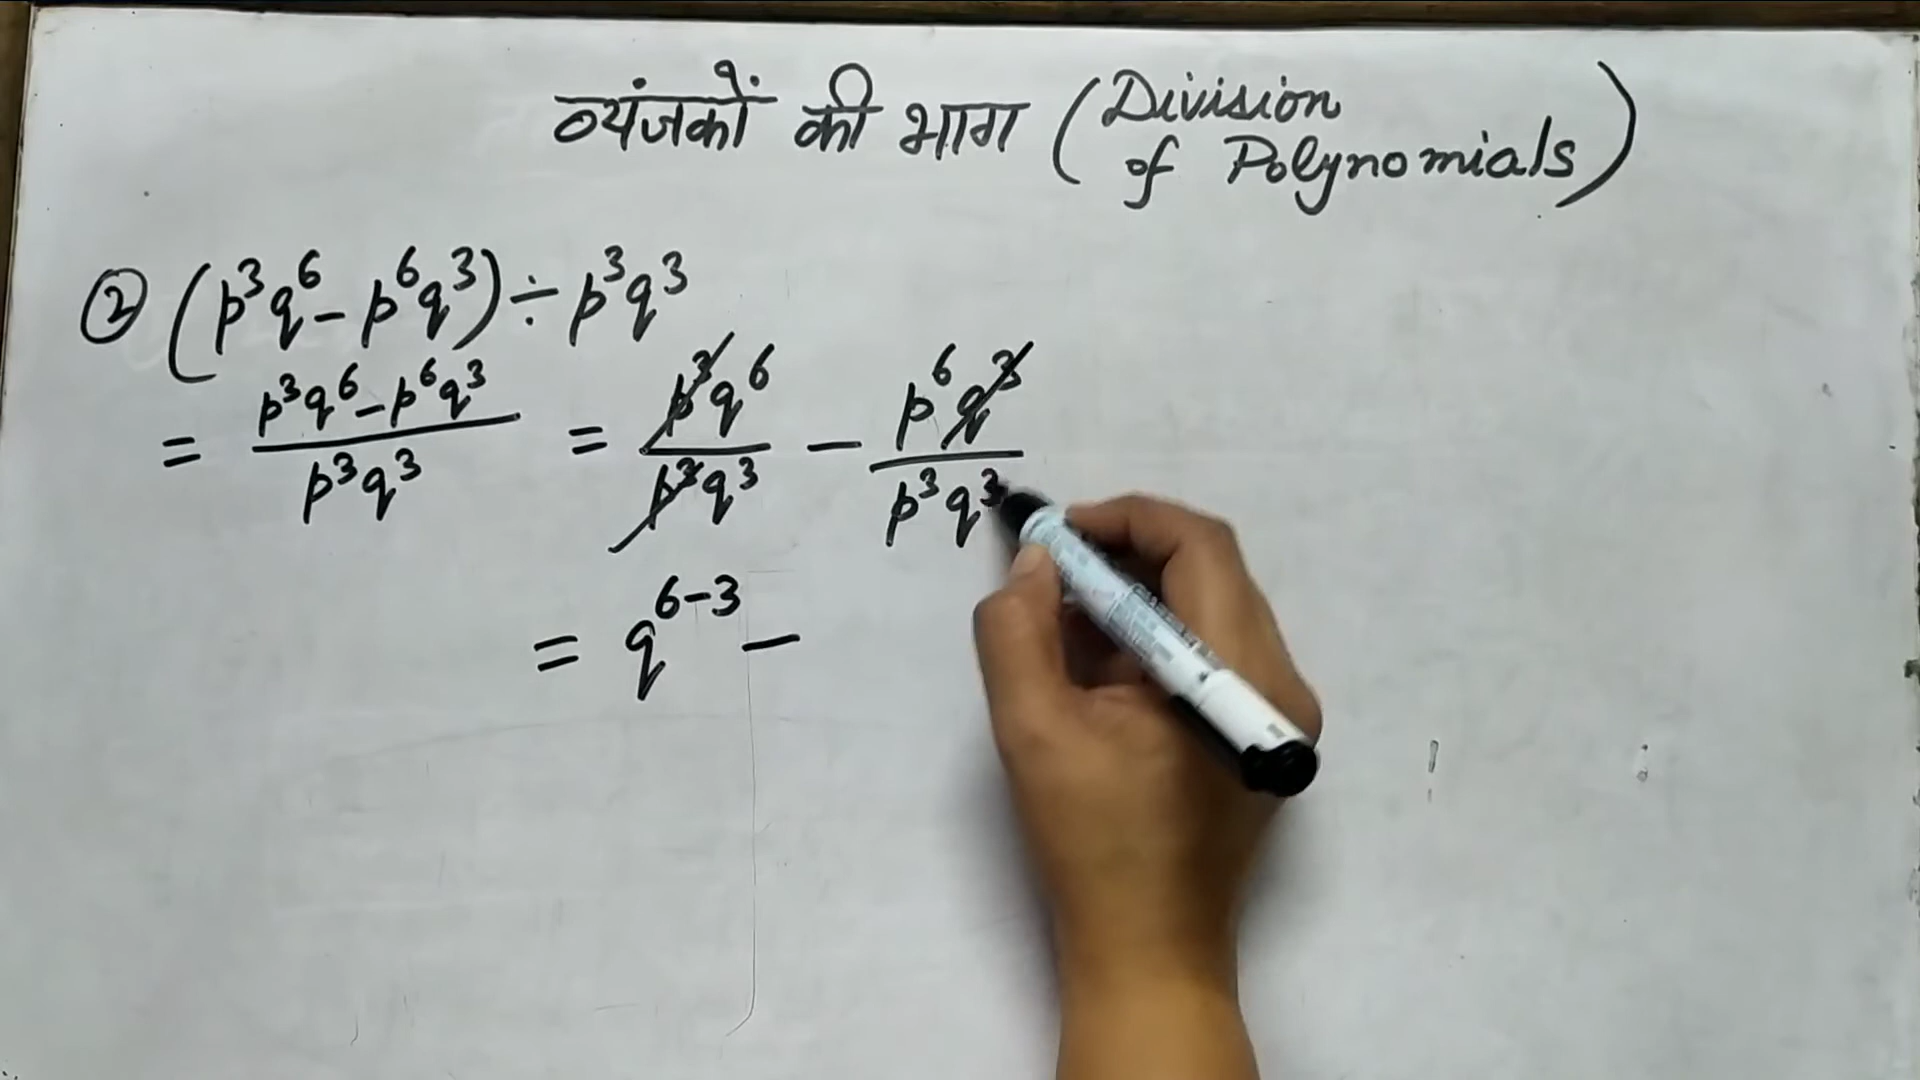 व्यंजकों की भाग (Division of Polynomials)
② (p³q⁶ - p⁶q³) ÷ p³q³
= (p³q⁶ - p⁶q³)/(p³q³) = p³q⁶/p³q³ - p⁶q³/p³q³
= q⁶⁻³ -